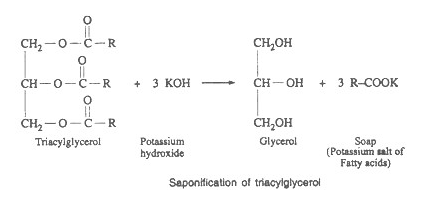 O
CH2—O—C—R CH2OH
O
CH—O—C—R + 3 KOH CH—OH + 3 R–COOK
O
CH2—O—C—R CH2OH
Triacylglycerol Potassium hydroxide Glycerol Soap
(Potassium salt of
Fatty acids)
Saponification of triacylglycerol